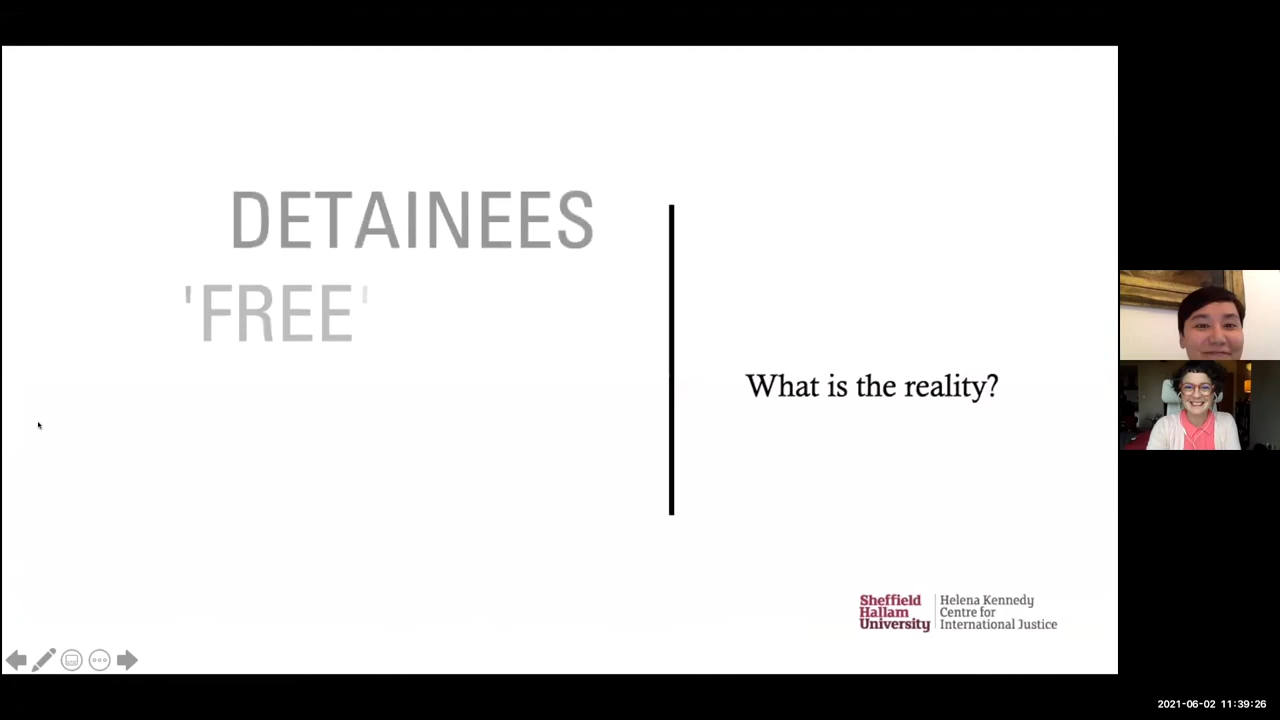 DETAINEES
'FREE'
What is the reality?
Sheffield
Hallam
University
Helena Kennedy
Centre for
International Justice
2021-06-02 11:39:26